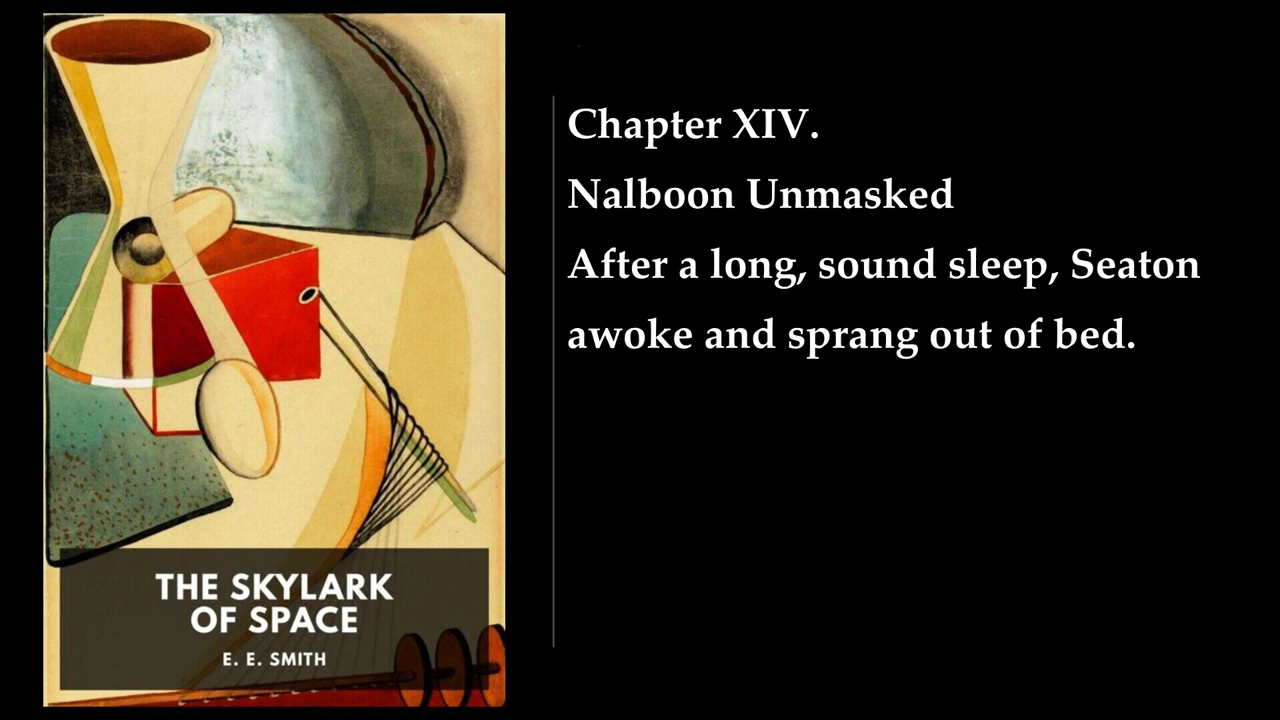 THE SKYLARK
OF SPACE
E. E. SMITH
Chapter XIV.
Nalboon Unmasked
After a long, sound sleep, Seaton
awoke and sprang out of bed.